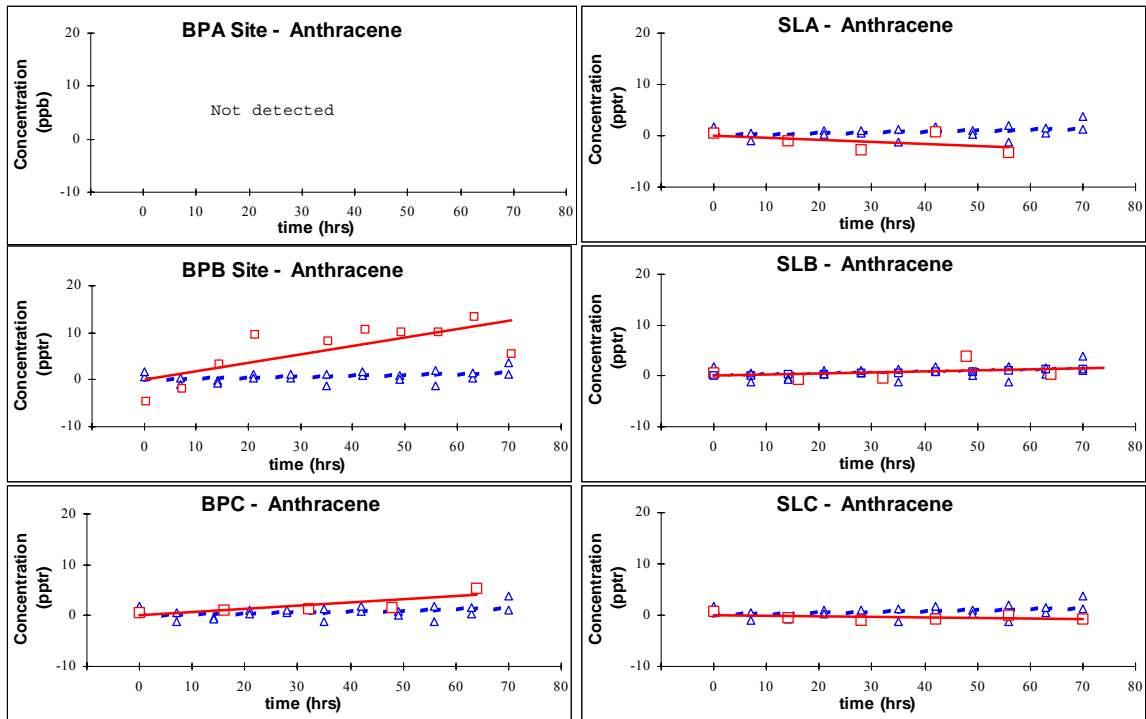 BPA Site - Anthracene
Concentration
(ppb)
20
10
0
-10
Not detected
0 10 20 30 40 50 60 70 80
time (hrs)
SLA - Anthracene
Concentration
(pptr)
20
10
0
-10
0 10 20 30 40 50 60 70 80
time (hrs)
BPB Site - Anthracene
Concentration
(pptr)
20
10
0
-10
0 10 20 30 40 50 60 70 80
time (hrs)
SLB - Anthracene
Concentration
(pptr)
20
10
0
-10
0 10 20 30 40 50 60 70 80
time (hrs)
BPC - Anthracene
Concentration
(pptr)
20
10
0
-10
0 10 20 30 40 50 60 70 80
time (hrs)
SLC - Anthracene
Concentration
(pptr)
20
10
0
-10
0 10 20 30 40 50 60 70 80
time (hrs)